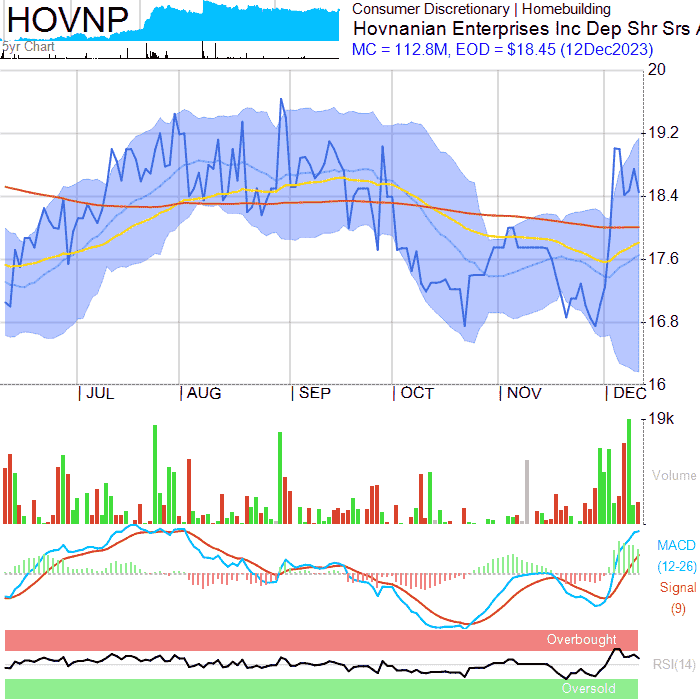 HOVNP
5yr Chart
Consumer Discretionary | Homebuilding
Hovnanian Enterprises Inc Dep Shr Srs A
MC = 112.8M, EOD = $18.45 (12Dec2023)
20
19.2
18.4
17.6
16.8
16
JUL AUG SEP OCT NOV DEC
19k
Volume
MACD
(12-26)
Signal
(9)
Overbought
RSI(14)
Oversold